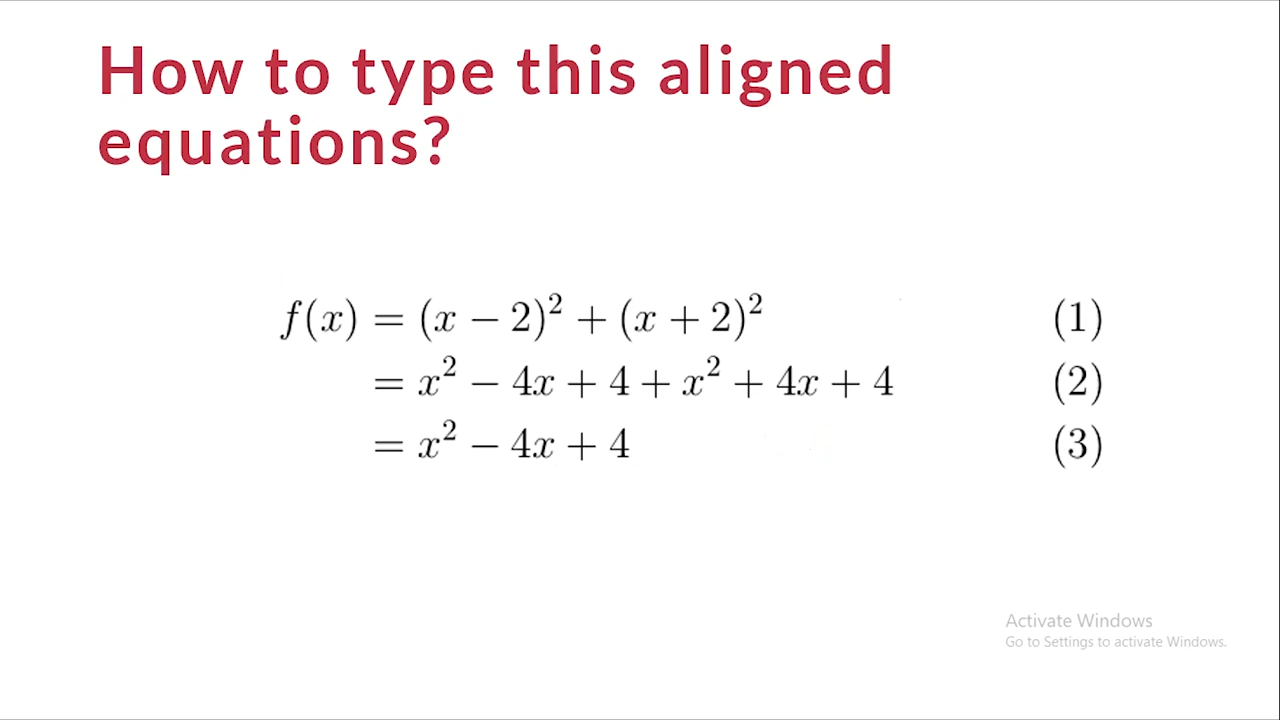 How to type this aligned
equations?
f(x) = (x − 2)² + (x + 2)² (1)
= x² − 4x + 4 + x² + 4x + 4 (2)
= x² − 4x + 4 (3)
Activate Windows
Go to Settings to activate Windows.